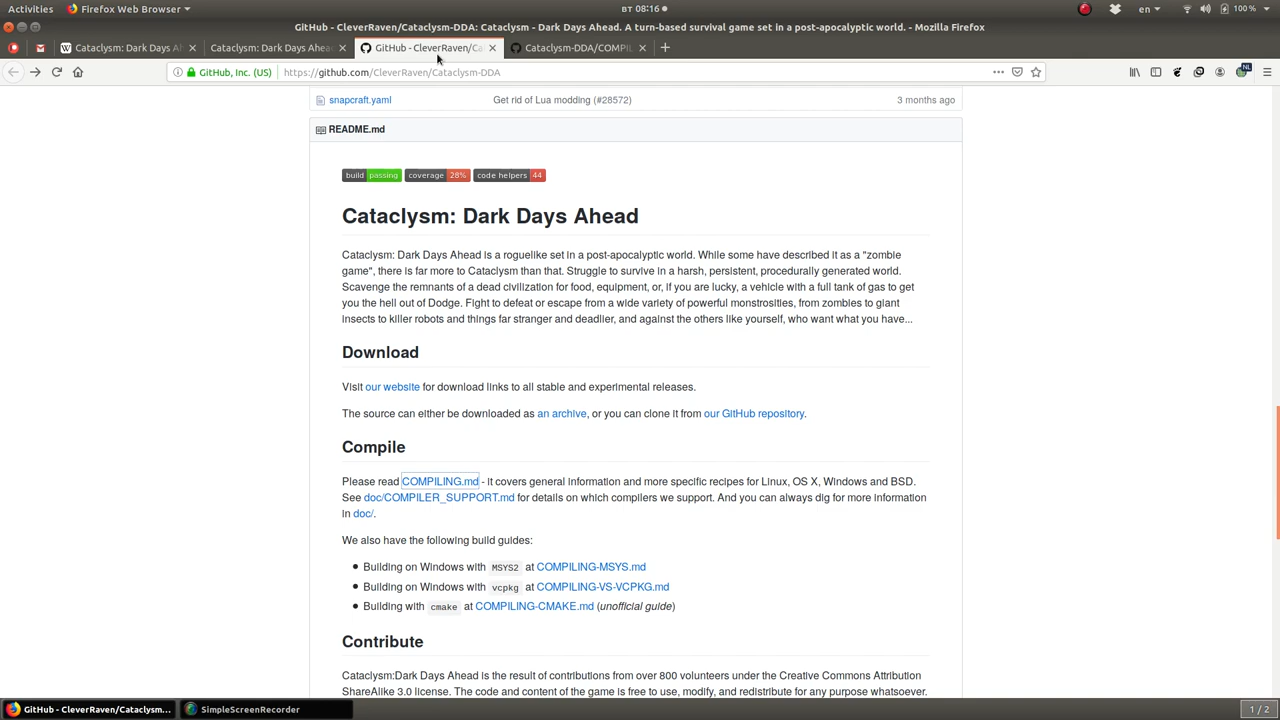 Activities
Firefox Web Browser
вт 08:16
en
100 %
GitHub - CleverRaven/Cataclysm-DDA: Cataclysm - Dark Days Ahead. A turn-based survival game set in a post-apocalyptic world. - Mozilla Firefox
Cataclysm: Dark Days Ah
Cataclysm: Dark Days Ahea
GitHub - CleverRaven/Ca
Cataclysm-DDA/COMPIL
GitHub, Inc. (US)
https://github.com/CleverRaven/Cataclysm-DDA
NL
snapcraft.yaml
Get rid of Lua modding (#28572)
3 months ago
README.md
build passing coverage 28% code helpers 44
Cataclysm: Dark Days Ahead
Cataclysm: Dark Days Ahead is a roguelike set in a post-apocalyptic world. While some have described it as a "zombie
game", there is far more to Cataclysm than that. Struggle to survive in a harsh, persistent, procedurally generated world.
Scavenge the remnants of a dead civilization for food, equipment, or, if you are lucky, a vehicle with a full tank of gas to get
you the hell out of Dodge. Fight to defeat or escape from a wide variety of powerful monstrosities, from zombies to giant
insects to killer robots and things far stranger and deadlier, and against the others like yourself, who want what you have...
Download
Visit our website for download links to all stable and experimental releases.
The source can either be downloaded as an archive, or you can clone it from our GitHub repository.
Compile
Please read COMPILING.md - it covers general information and more specific recipes for Linux, OS X, Windows and BSD.
See doc/COMPILER_SUPPORT.md for details on which compilers we support. And you can always dig for more information
in doc/.
We also have the following build guides:
Building on Windows with MSYS2 at COMPILING-MSYS.md
Building on Windows with vcpkg at COMPILING-VS-VCPKG.md
Building with cmake at COMPILING-CMAKE.md (unofficial guide)
Contribute
Cataclysm:Dark Days Ahead is the result of contributions from over 800 volunteers under the Creative Commons Attribution
ShareAlike 3.0 license. The code and content of the game is free to use, modify, and redistribute for any purpose whatsoever.
GitHub - CleverRaven/Cataclysm...
SimpleScreenRecorder
1 / 2